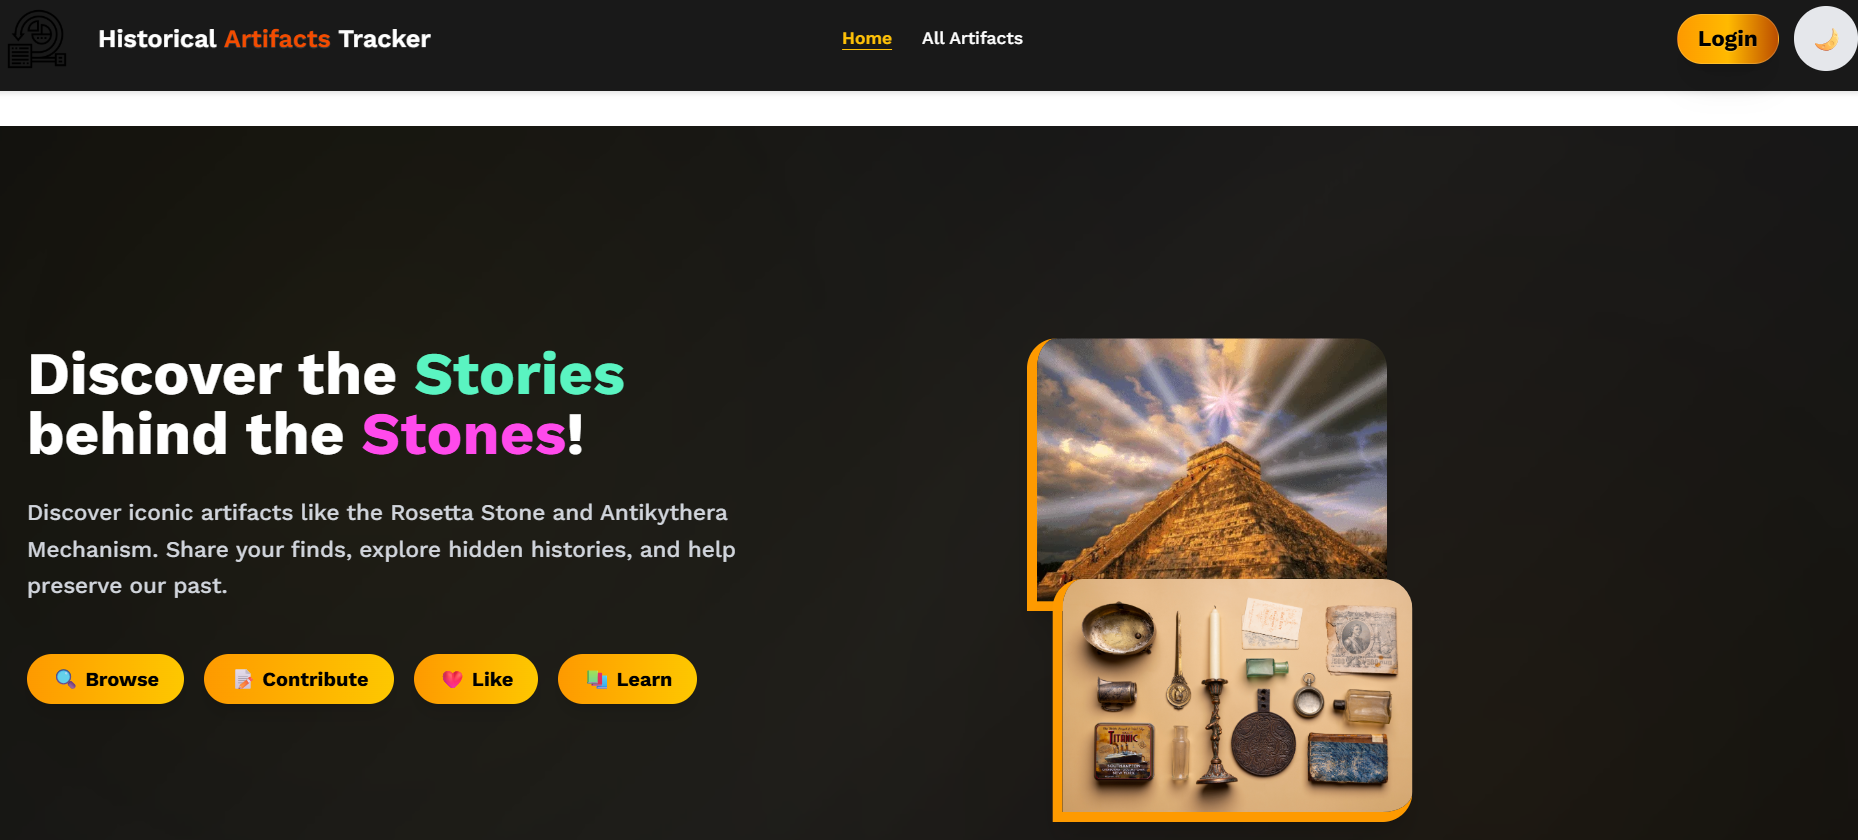 Historical Artifacts Tracker
Home
All Artifacts
Login
Discover the Stories
behind the Stones!
Discover iconic artifacts like the Rosetta Stone and Antikythera
Mechanism. Share your finds, explore hidden histories, and help
preserve our past.
Browse
Contribute
Like
Learn
TITANIC